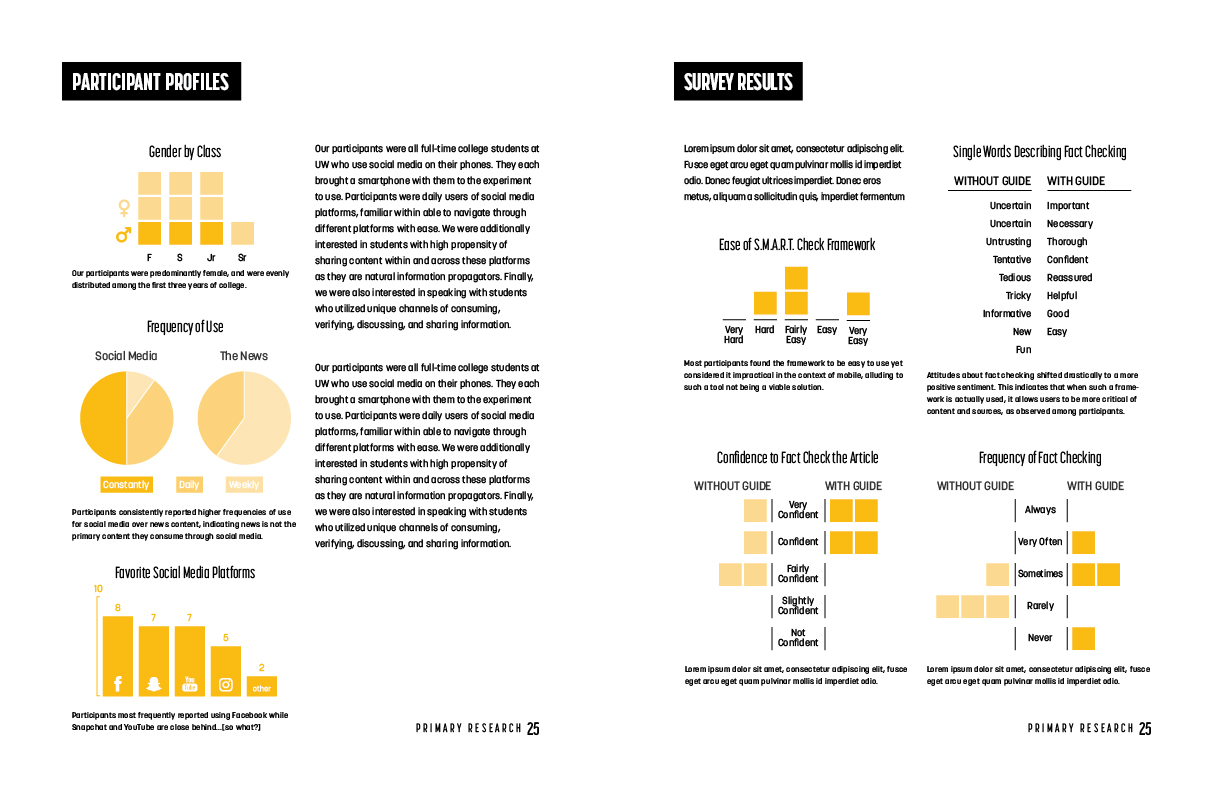 PARTICIPANT PROFILES
Gender by Class
F S Jr Sr
Our participants were predominantly female, and were evenly
distributed among the first three years of college.
Frequency of Use
Social Media The News
Constantly Daily Weekly
Participants consistently reported higher frequencies of use
for social media over news content, indicating news is not the
primary content they consume through social media.
Favorite Social Media Platforms
10
8 7 7 5 2
f You Tube other
Participants most frequently reported using Facebook while
Snapchat and YouTube are close behind...[so what?]
Our participants were all full-time college students at
UW who use social media on their phones. They each
brought a smartphone with them to the experiment
to use. Participants were daily users of social media
platforms, familiar within able to navigate through
different platforms with ease. We were additionally
interested in students with high propensity of
sharing content within and across these platforms
as they are natural information propagators. Finally,
we were also interested in speaking with students
who utilized unique channels of consuming,
verifying, discussing, and sharing information.
Our participants were all full-time college students at
UW who use social media on their phones. They each
brought a smartphone with them to the experiment
to use. Participants were daily users of social media
platforms, familiar within able to navigate through
different platforms with ease. We were additionally
interested in students with high propensity of
sharing content within and across these platforms
as they are natural information propagators. Finally,
we were also interested in speaking with students
who utilized unique channels of consuming,
verifying, discussing, and sharing information.
PRIMARY RESEARCH 25
SURVEY RESULTS
Lorem ipsum dolor sit amet, consectetur adipiscing elit.
Fusce eget arcu eget quam pulvinar mollis id imperdiet
odio. Donec feugiat ultrices imperdiet. Donec eros
metus, aliquam a sollicitudin quis, imperdiet fermentum
Ease of S.M.A.R.T. Check Framework
Very Hard Fairly Easy Very
Hard Easy Easy
Most participants found the framework to be easy to use yet
considered it impractical in the context of mobile, alluding to
such a tool not being a viable solution.
Single Words Describing Fact Checking
WITHOUT GUIDE WITH GUIDE
Uncertain Important
Uncertain Necessary
Untrusting Thorough
Tentative Confident
Tedious Reassured
Tricky Helpful
Informative Good
New Easy
Fun
Attitudes about fact checking shifted drastically to a more
positive sentiment. This indicates that when such a frame-
work is actually used, it allows users to be more critical of
content and sources, as observed among participants.
Confidence to Fact Check the Article
WITHOUT GUIDE WITH GUIDE
Very
Confident
Confident
Fairly
Confident
Slightly
Confident
Not
Confident
Lorem ipsum dolor sit amet, consectetur adipiscing elit, fusce
eget arcu eget quam pulvinar mollis id imperdiet odio.
Frequency of Fact Checking
WITHOUT GUIDE WITH GUIDE
Always
Very Often
Sometimes
Rarely
Never
Lorem ipsum dolor sit amet, consectetur adipiscing elit, fusce
eget arcu eget quam pulvinar mollis id imperdiet odio.
PRIMARY RESEARCH 25